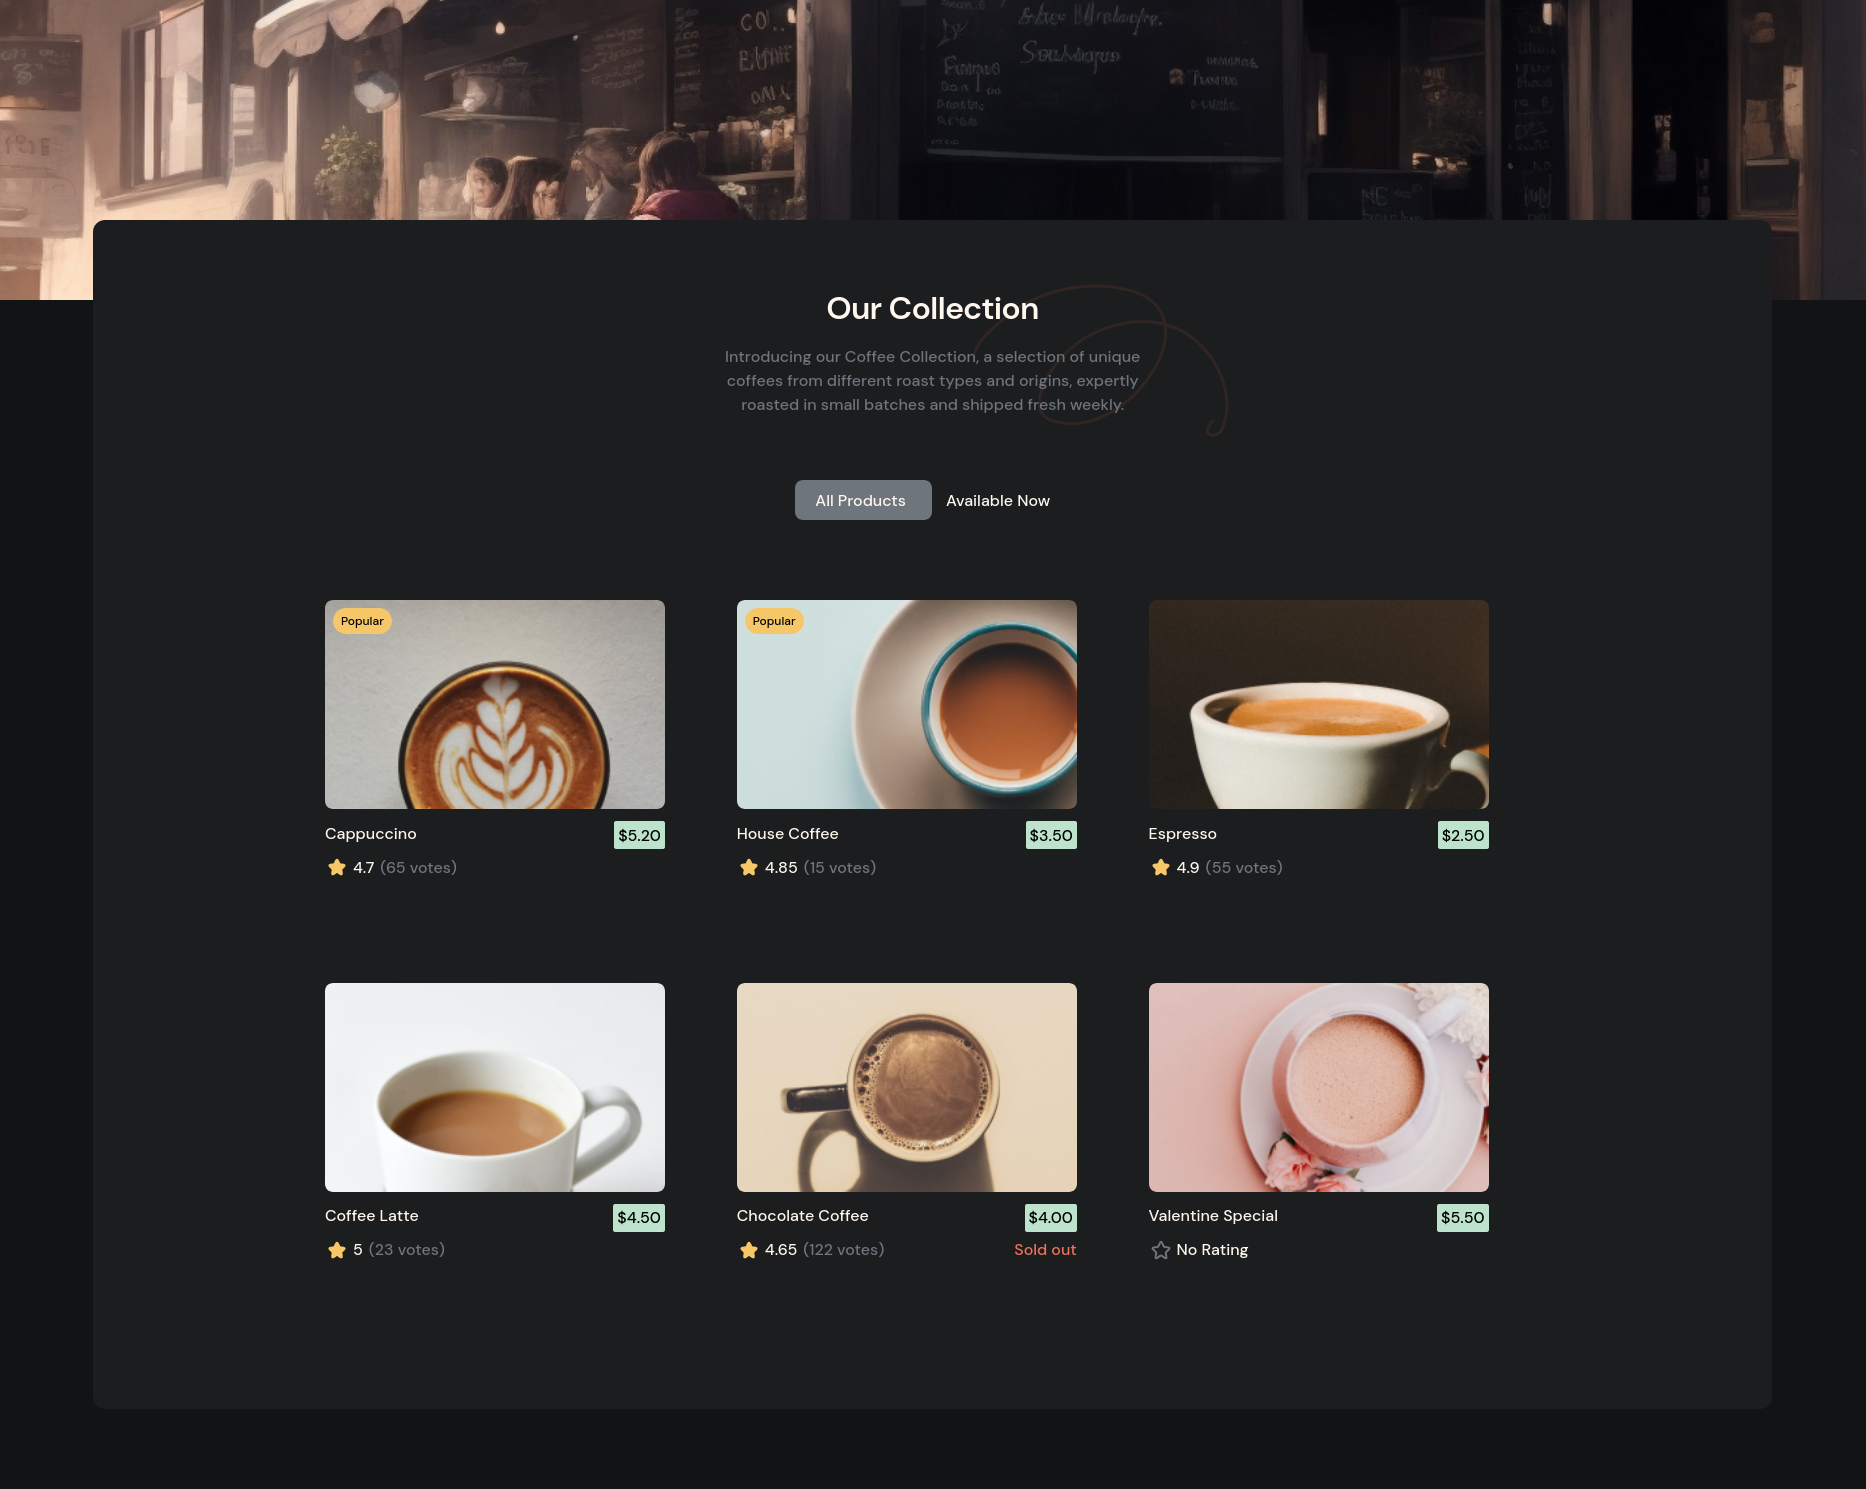 Our Collection
Introducing our Coffee Collection, a selection of unique
coffees from different roast types and origins, expertly
roasted in small batches and shipped fresh weekly.
All Products Available Now
Popular Popular
Cappuccino $5.20 House Coffee $3.50 Espresso $2.50
4.7 (65 votes) 4.85 (15 votes) 4.9 (55 votes)
Coffee Latte $4.50 Chocolate Coffee $4.00 Valentine Special $5.50
5 (23 votes) 4.65 (122 votes) Sold out No Rating